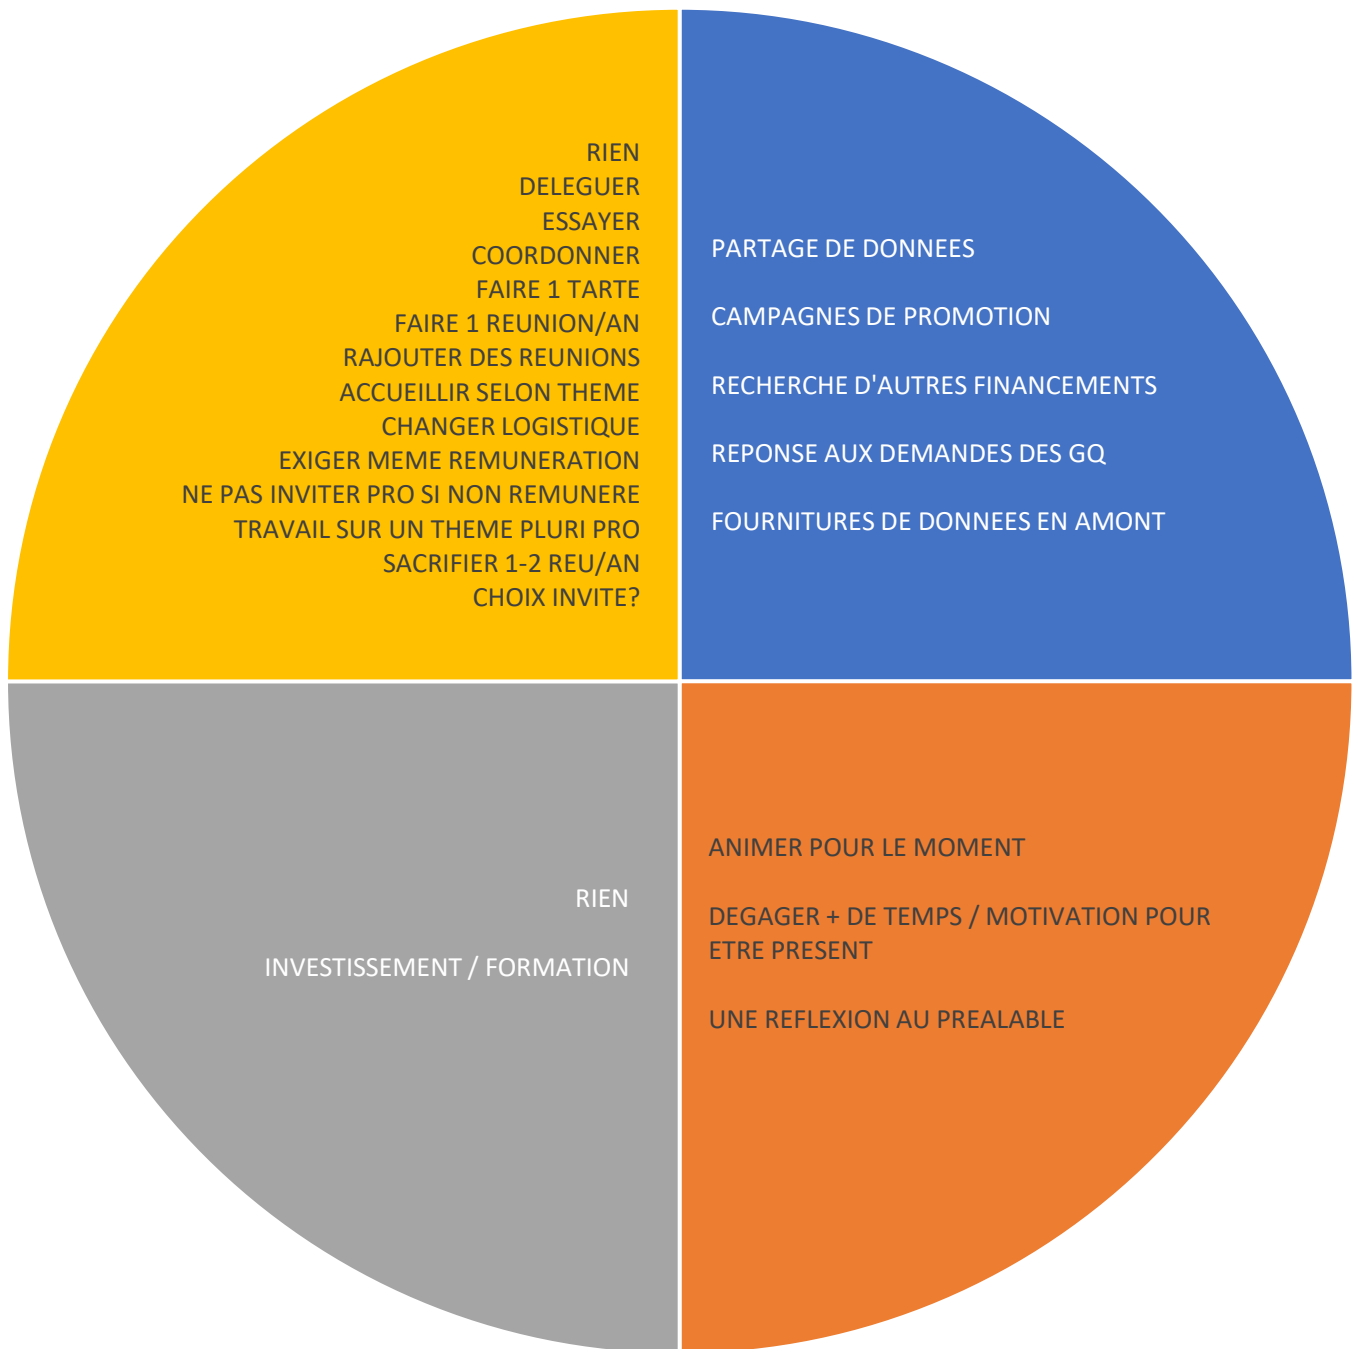 RIEN
DELEGUER
ESSAYER
COORDONNER
FAIRE 1 TARTE
FAIRE 1 REUNION/AN
RAJOUTER DES REUNIONS
ACCUEILLIR SELON THEME
CHANGER LOGISTIQUE
EXIGER MEME REMUNERATION
NE PAS INVITER PRO SI NON REMUNERE
TRAVAIL SUR UN THEME PLURI PRO
SACRIFIER 1-2 REU/AN
CHOIX INVITE?
PARTAGE DE DONNEES
CAMPAGNES DE PROMOTION
RECHERCHE D'AUTRES FINANCEMENTS
REPONSE AUX DEMANDES DES GQ
FOURNITURES DE DONNEES EN AMONT
RIEN
INVESTISSEMENT / FORMATION
ANIMER POUR LE MOMENT
DEGAGER + DE TEMPS / MOTIVATION POUR
ETRE PRESENT
UNE REFLEXION AU PREALABLE